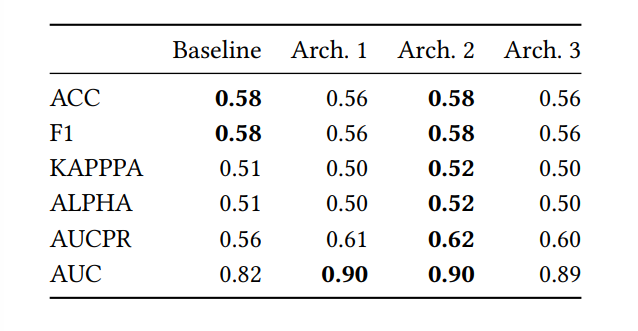 Baseline Arch. 1 Arch. 2 Arch. 3
ACC 0.58 0.56 0.58 0.56
F1 0.58 0.56 0.58 0.56
KAPPPA 0.51 0.50 0.52 0.50
ALPHA 0.51 0.50 0.52 0.50
AUCPR 0.56 0.61 0.62 0.60
AUC 0.82 0.90 0.90 0.89